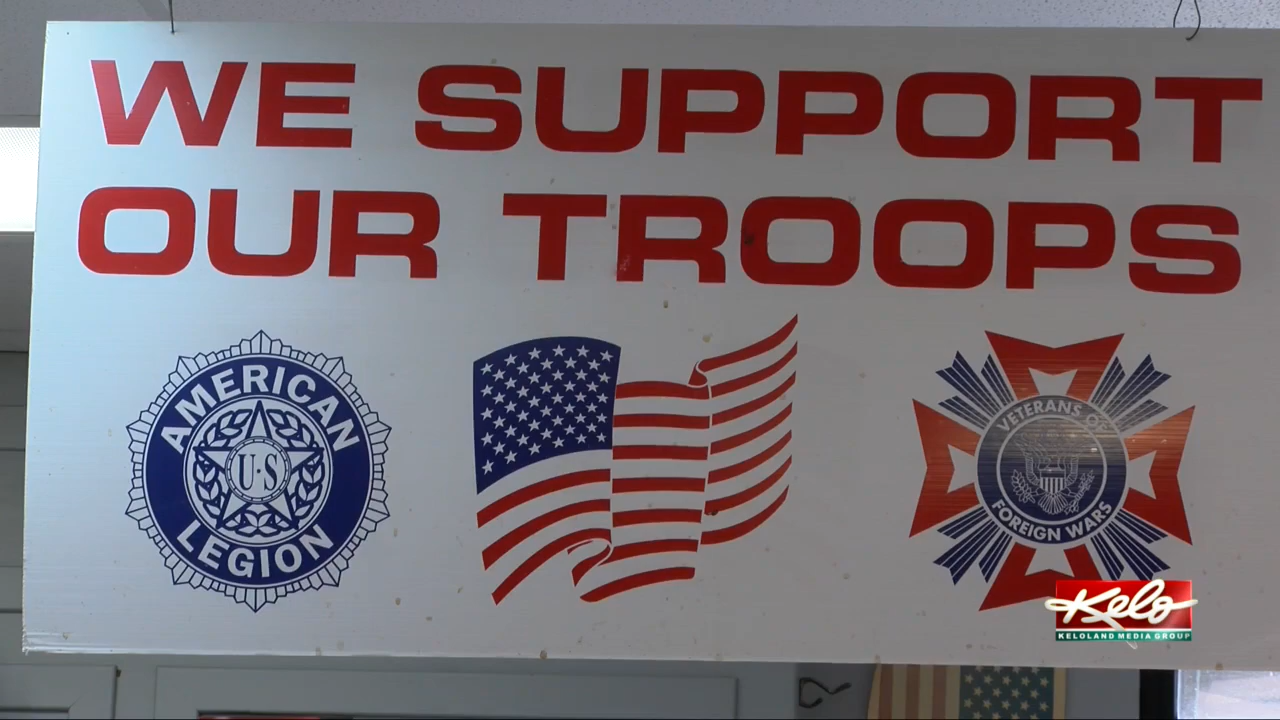 WE SUPPORT
OUR TROOPS
AMERICAN
U·S
LEGION
VETERANS OF
FOREIGN WARS
Kelo
KELOLAND MEDIA GROUP